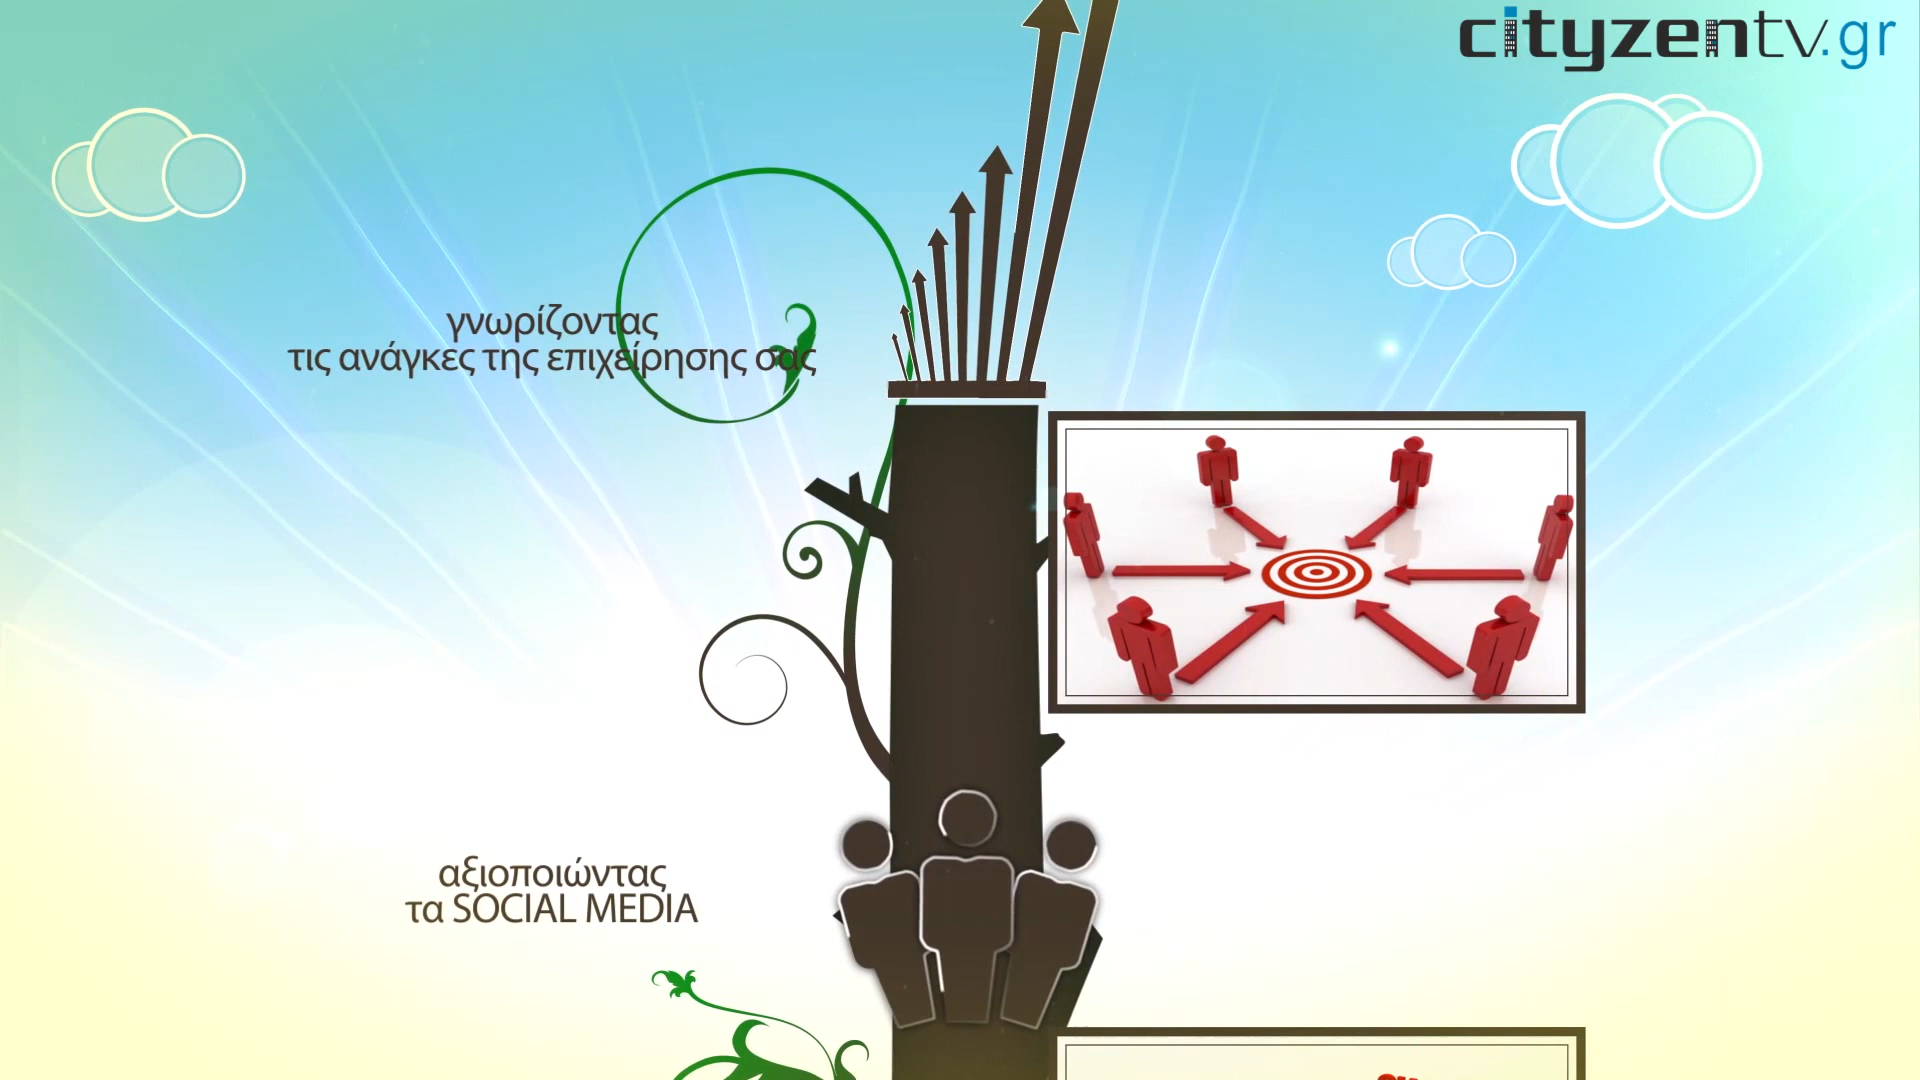 cityzentv.gr
γνωρίζοντας
τις ανάγκες της επιχείρησης σας
αξιοποιώντας
τα SOCIAL MEDIA